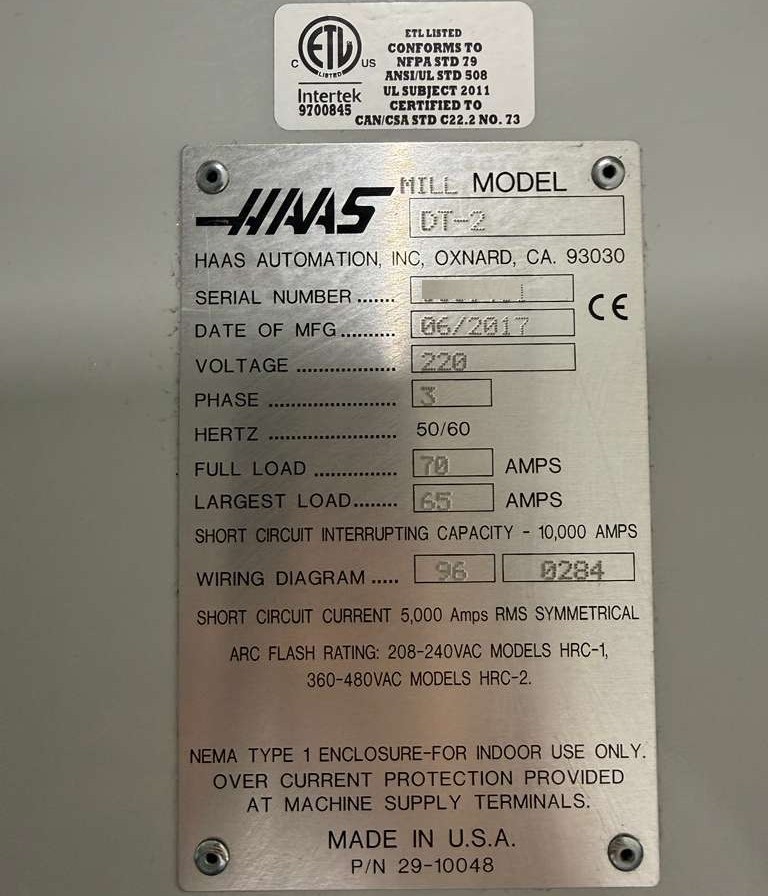 ETL LISTED
CONFORMS TO
NFPA STD 79
ANSI/UL STD 508
UL SUBJECT 2011
CERTIFIED TO
CAN/CSA STD C22.2 NO. 73
C ETL US
LISTED
Intertek
9700845
HAAS MILL MODEL
DT-2
HAAS AUTOMATION, INC, OXNARD, CA. 93030
SERIAL NUMBER .......
CE
DATE OF MFG.......... 06/2017
VOLTAGE .................. 220
PHASE ....................... 3
HERTZ ....................... 50/60
FULL LOAD ............... 70 AMPS
LARGEST LOAD........ 65 AMPS
SHORT CIRCUIT INTERRUPTING CAPACITY - 10,000 AMPS
WIRING DIAGRAM ..... 96 0284
SHORT CIRCUIT CURRENT 5,000 Amps RMS SYMMETRICAL
ARC FLASH RATING: 208-240VAC MODELS HRC-1,
360-480VAC MODELS HRC-2.
NEMA TYPE 1 ENCLOSURE-FOR INDOOR USE ONLY.
OVER CURRENT PROTECTION PROVIDED
AT MACHINE SUPPLY TERMINALS.
MADE IN U.S.A.
P/N 29-10048